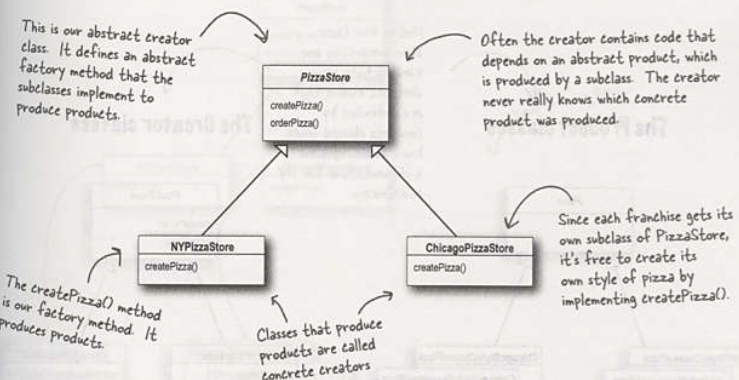 This is our abstract creator
class. It defines an abstract
factory method that the
subclasses implement to
produce products.
PizzaStore
createPizza()
orderPizza()
Often the creator contains code that
depends on an abstract product, which
is produced by a subclass. The creator
never really knows which concrete
product was produced.
NYPizzaStore
createPizza()
ChicagoPizzaStore
createPizza()
Since each franchise gets its
own subclass of PizzaStore,
it's free to create its
own style of pizza by
implementing createPizza().
The createPizza() method
is our factory method. It
produces products.
Classes that produce
products are called
concrete creators